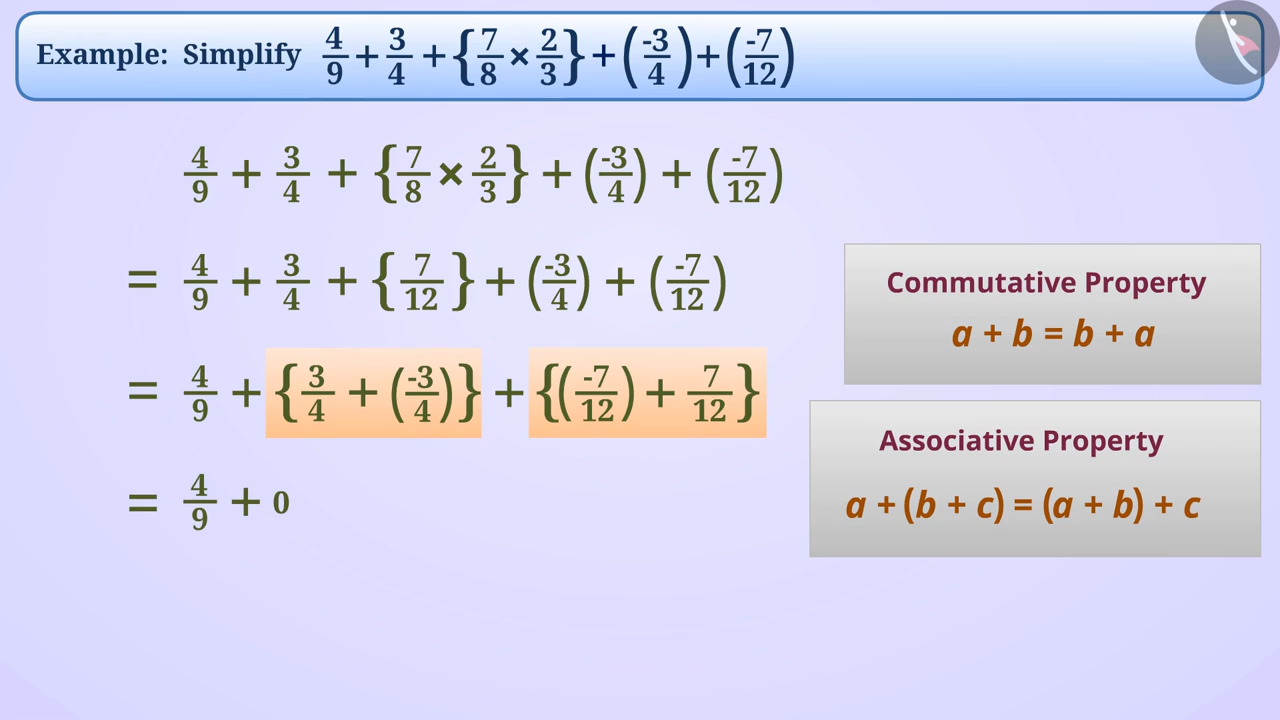 Example: Simplify 4/9 + 3/4 + {7/8 × 2/3} + (-3/4) + (-7/12)
4/9 + 3/4 + {7/8 × 2/3} + (-3/4) + (-7/12)
= 4/9 + 3/4 + {7/12} + (-3/4) + (-7/12)
= 4/9 + {3/4 + (-3/4)} + {(-7/12) + 7/12}
= 4/9 + 0
Commutative Property
a + b = b + a
Associative Property
a + (b + c) = (a + b) + c